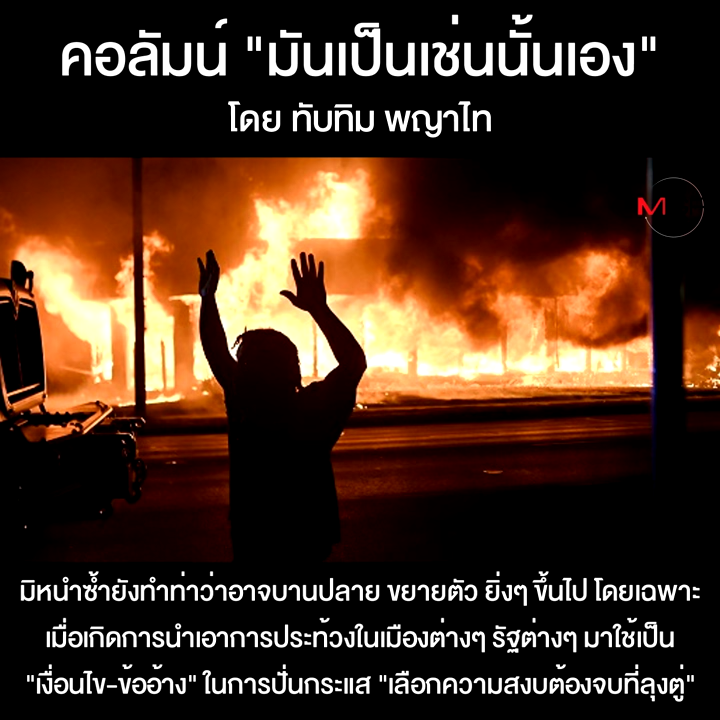 คอลัมน์ "มันเป็นเช่นนั้นเอง"
โดย ทับทิม พญาไท
M
มิหนำซ้ำยังทำท่าว่าอาจบานปลาย ขยายตัว ยิ่งๆ ขึ้นไป โดยเฉพาะ
เมื่อเกิดการนำเอาการประท้วงในเมืองต่างๆ รัฐต่างๆ มาใช้เป็น
"เงื่อนไข-ข้ออ้าง" ในการปั่นกระแส "เลือกความสงบต้องจบที่ลุงตู่"